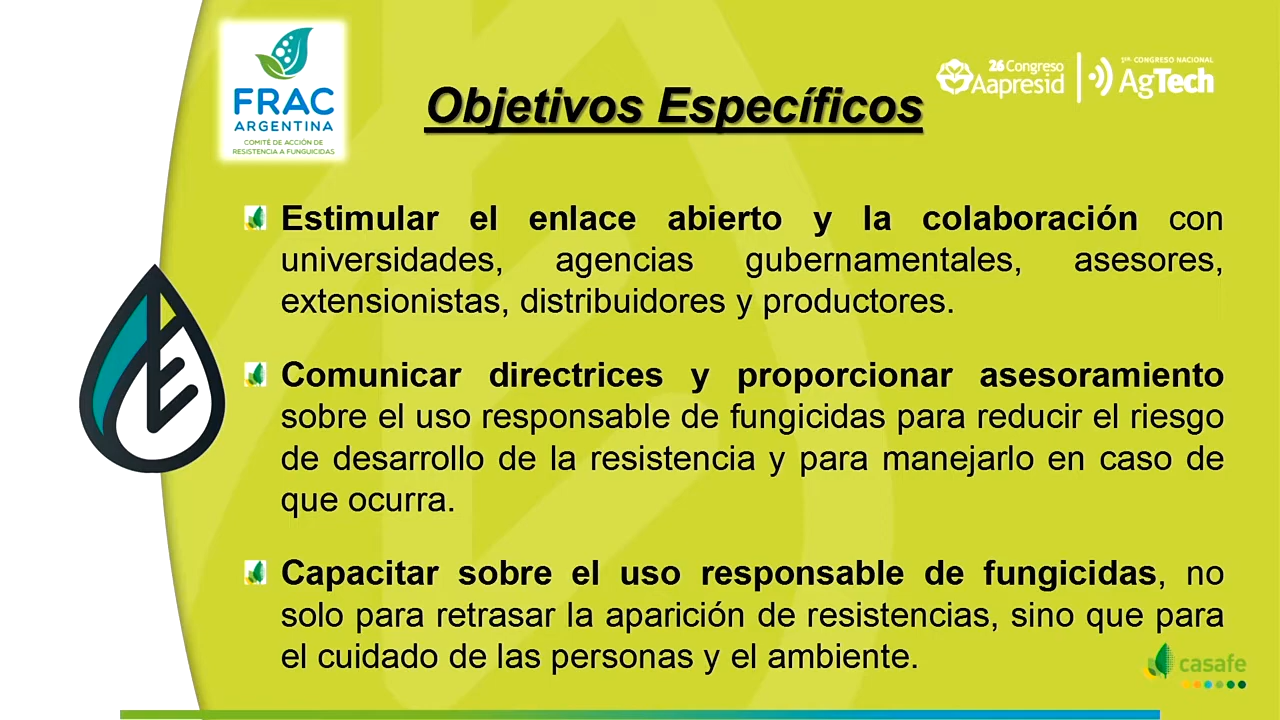 FRAC
ARGENTINA
COMITÉ DE ACCIÓN DE
RESISTENCIA A FUNGUICIDAS
Objetivos Específicos
26 Congreso
Aapresid
1ER. CONGRESO NACIONAL
AgTech
Estimular el enlace abierto y la colaboración con
universidades, agencias gubernamentales, asesores,
extensionistas, distribuidores y productores.
Comunicar directrices y proporcionar asesoramiento
sobre el uso responsable de fungicidas para reducir el riesgo
de desarrollo de la resistencia y para manejarlo en caso de
que ocurra.
Capacitar sobre el uso responsable de fungicidas, no
solo para retrasar la aparición de resistencias, sino que para
el cuidado de las personas y el ambiente.
casafe